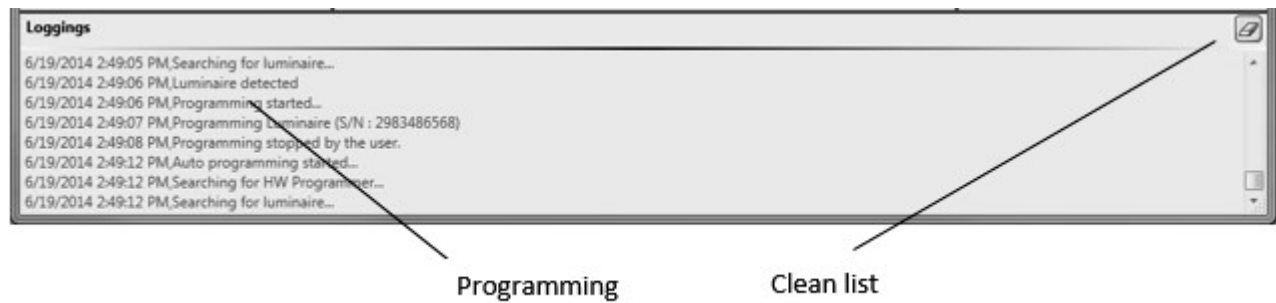 Loggings
6/19/2014 2:49:05 PM,Searching for luminaire...
6/19/2014 2:49:06 PM,Luminaire detected
6/19/2014 2:49:06 PM,Programming started...
6/19/2014 2:49:07 PM,Programming Luminaire (S/N : 2983486568)
6/19/2014 2:49:08 PM,Programming stopped by the user.
6/19/2014 2:49:12 PM,Auto programming started...
6/19/2014 2:49:12 PM,Searching for HW Programmer...
6/19/2014 2:49:12 PM,Searching for luminaire...
Programming
Clean list